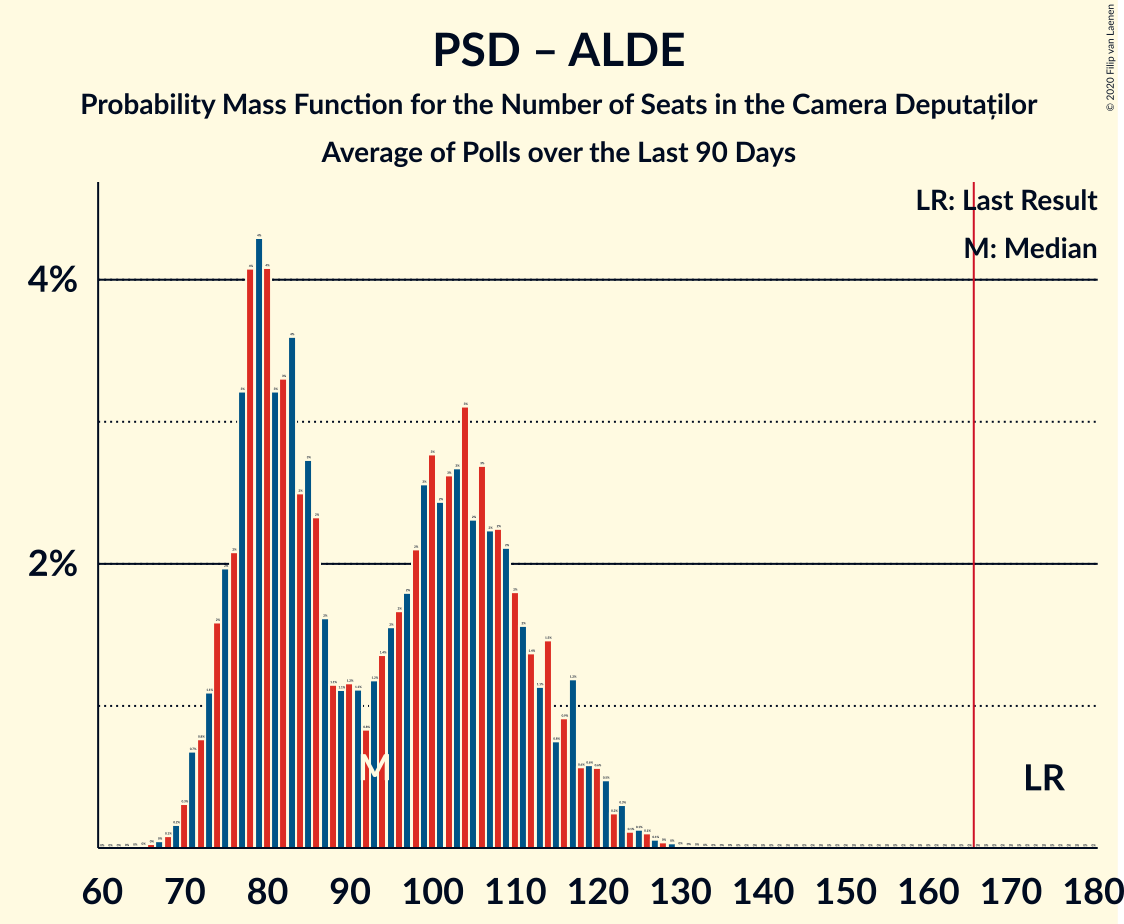 PSD – ALDE
Probability Mass Function for the Number of Seats in the Camera Deputaților
Average of Polls over the Last 90 Days
© 2020 Filip van Laenen
LR: Last Result
M: Median
4%
2%
M
LR
60 70 80 90 100 110 120 130 140 150 160 170 180